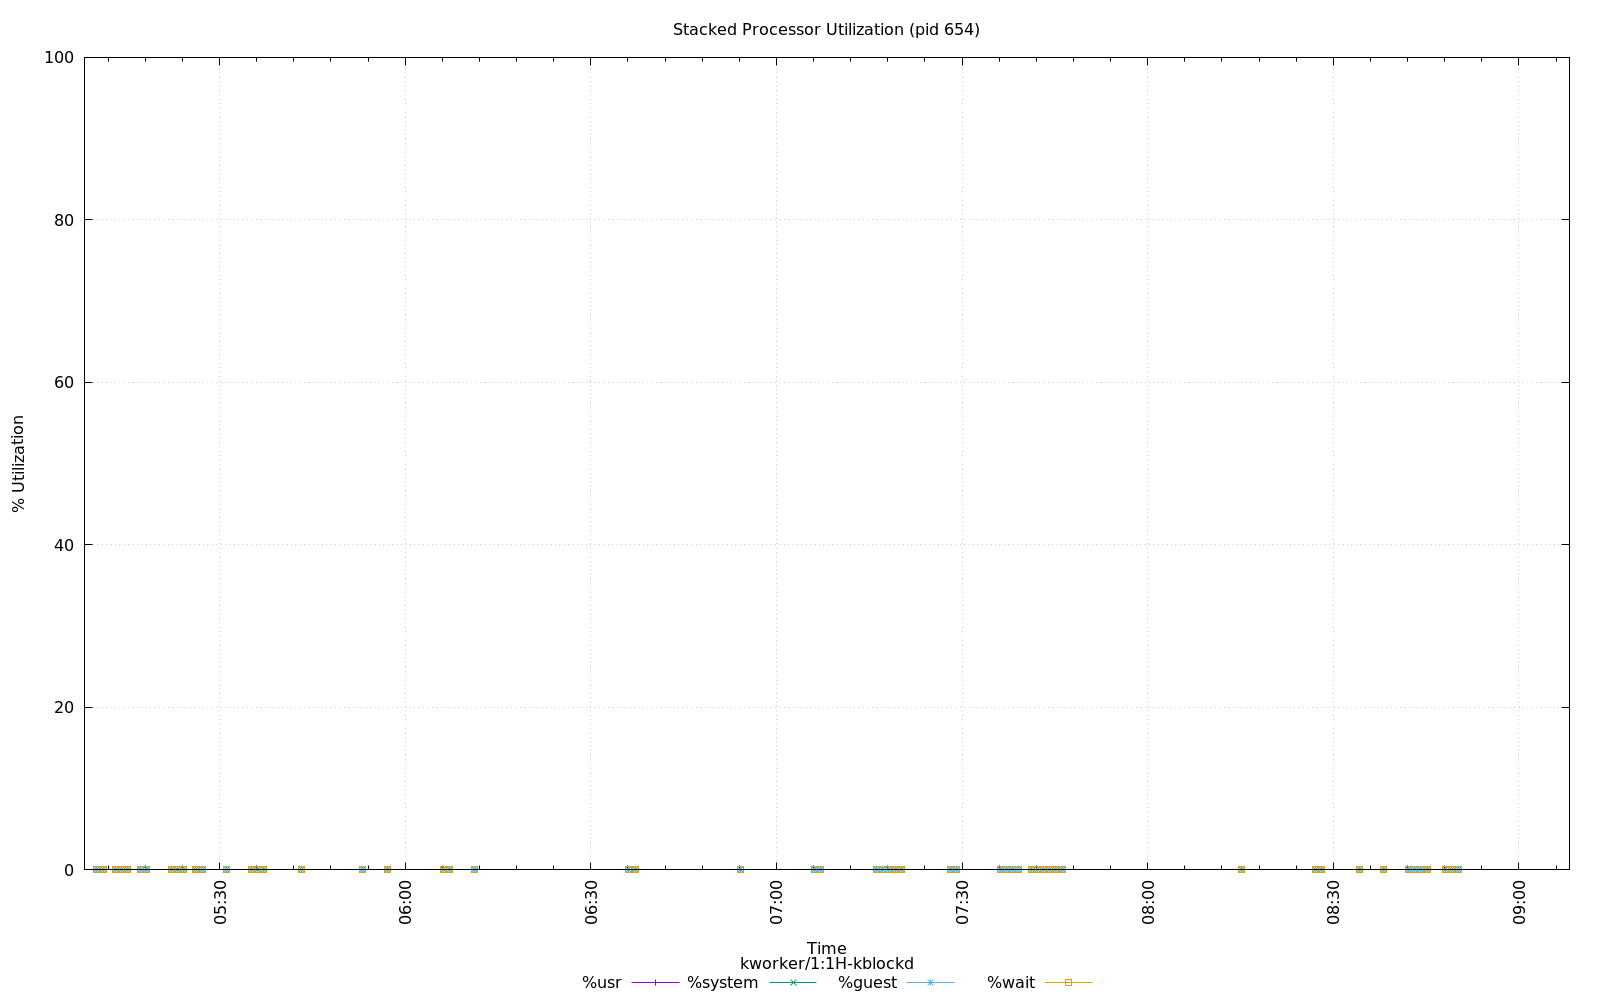 Stacked Processor Utilization (pid 654)
100
80
60
40
20
0
% Utilization
05:30
06:00
06:30
07:00
07:30
08:00
08:30
09:00
Time
kworker/1:1H-kblockd
%usr %system %guest %wait